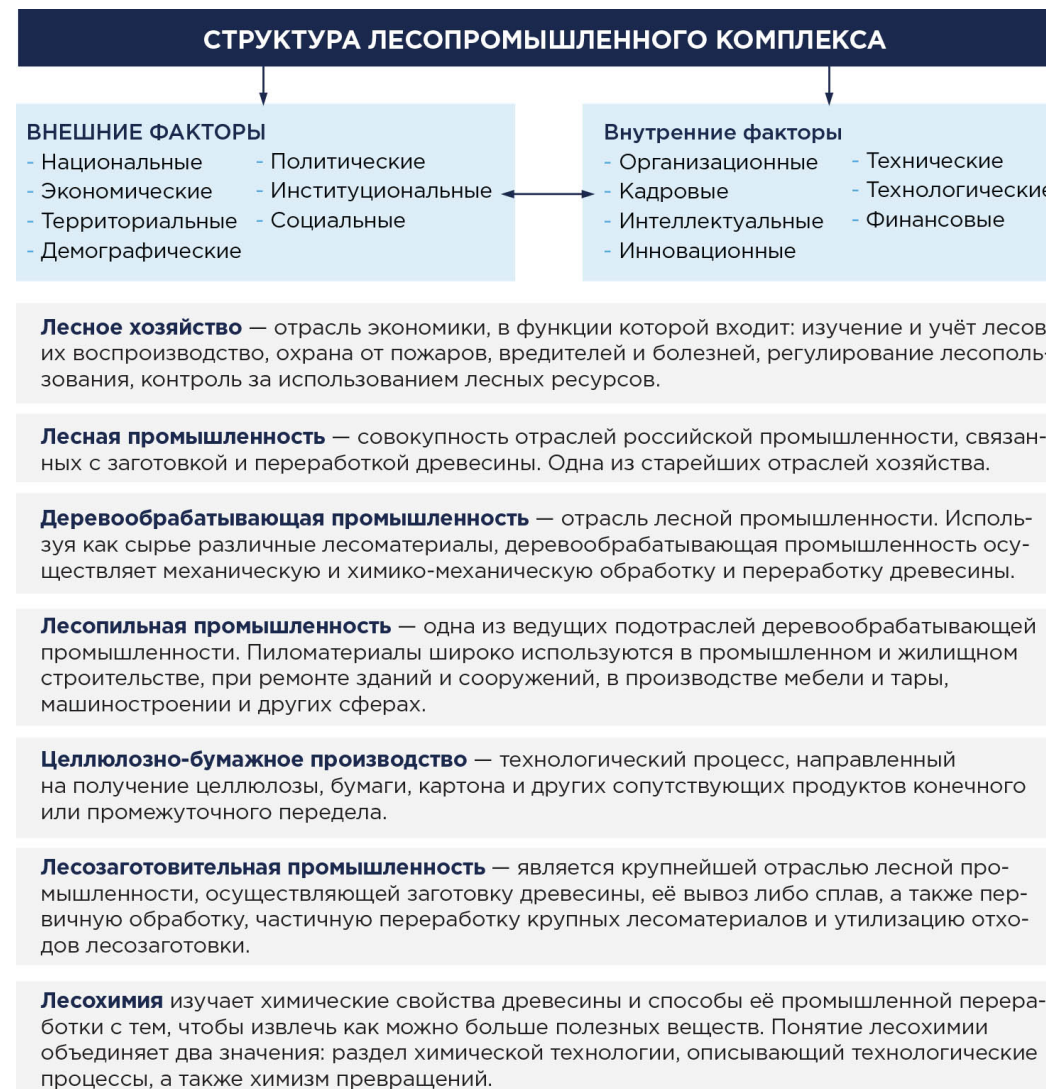 СТРУКТУРА ЛЕСОПРОМЫШЛЕННОГО КОМПЛЕКСА
ВНЕШНИЕ ФАКТОРЫ
- Национальные
- Экономические
- Территориальные
- Демографические
- Политические
- Институциональные
- Социальные
Внутренние факторы
- Организационные
- Кадровые
- Интеллектуальные
- Инновационные
- Технические
- Технологические
- Финансовые
Лесное хозяйство — отрасль экономики, в функции которой входит: изучение и учёт лесов
их воспроизводство, охрана от пожаров, вредителей и болезней, регулирование лесополь-
зования, контроль за использованием лесных ресурсов.
Лесная промышленность — совокупность отраслей российской промышленности, связан-
ных с заготовкой и переработкой древесины. Одна из старейших отраслей хозяйства.
Деревообрабатывающая промышленность — отрасль лесной промышленности. Исполь-
зуя как сырье различные лесоматериалы, деревообрабатывающая промышленность осу-
ществляет механическую и химико-механическую обработку и переработку древесины.
Лесопильная промышленность — одна из ведущих подотраслей деревообрабатывающей
промышленности. Пиломатериалы широко используются в промышленном и жилищном
строительстве, при ремонте зданий и сооружений, в производстве мебели и тары,
машиностроении и других сферах.
Целлюлозно-бумажное производство — технологический процесс, направленный
на получение целлюлозы, бумаги, картона и других сопутствующих продуктов конечного
или промежуточного передела.
Лесозаготовительная промышленность — является крупнейшей отраслью лесной про-
мышленности, осуществляющей заготовку древесины, её вывоз либо сплав, а также пер-
вичную обработку, частичную переработку крупных лесоматериалов и утилизацию отхо-
дов лесозаготовки.
Лесохимия изучает химические свойства древесины и способы её промышленной перера-
ботки с тем, чтобы извлечь как можно больше полезных веществ. Понятие лесохимии
объединяет два значения: раздел химической технологии, описывающий технологические
процессы, а также химизм превращений.